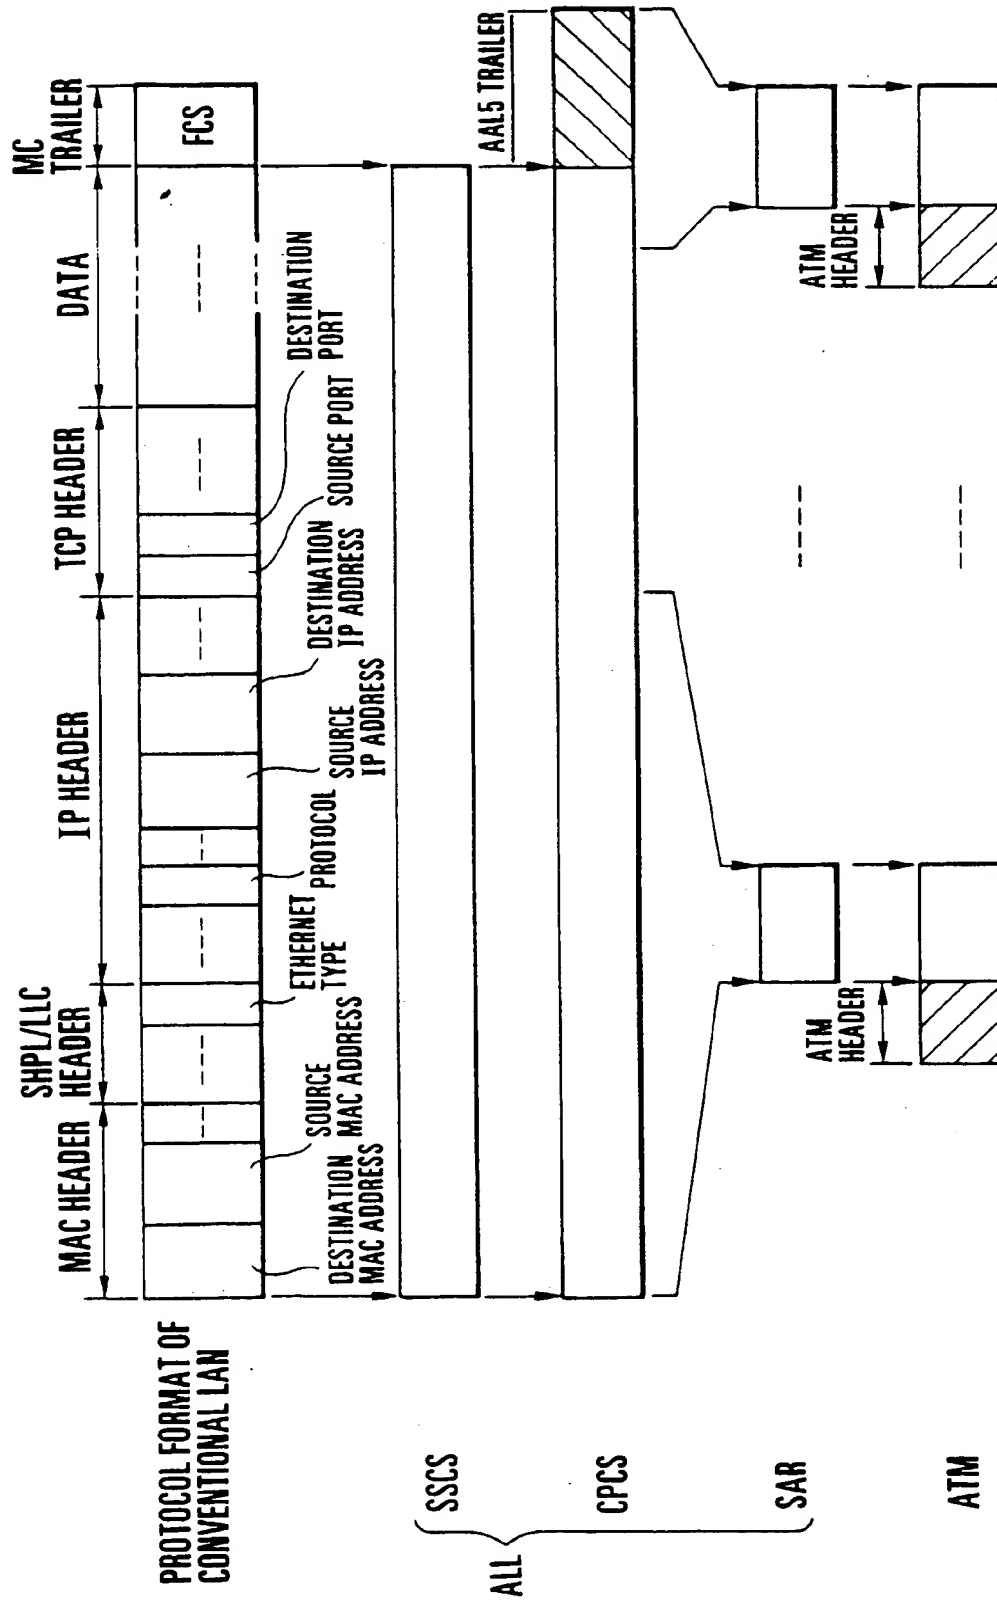 MAC HEADER
SHPL/LLC
HEADER
IP HEADER
TCP HEADER
DATA
MC
TRAILER
PROTOCOL FORMAT OF
CONVENTIONAL LAN
FCS
DESTINATION
MAC ADDRESS
SOURCE
MAC ADDRESS
ETHERNET
TYPE
PROTOCOL
SOURCE
IP ADDRESS
DESTINATION
IP ADDRESS
SOURCE PORT
DESTINATION
PORT
ALL
SSCS
AAL5 TRAILER
CPCS
SAR
ATM
HEADER
ATM
HEADER
ATM